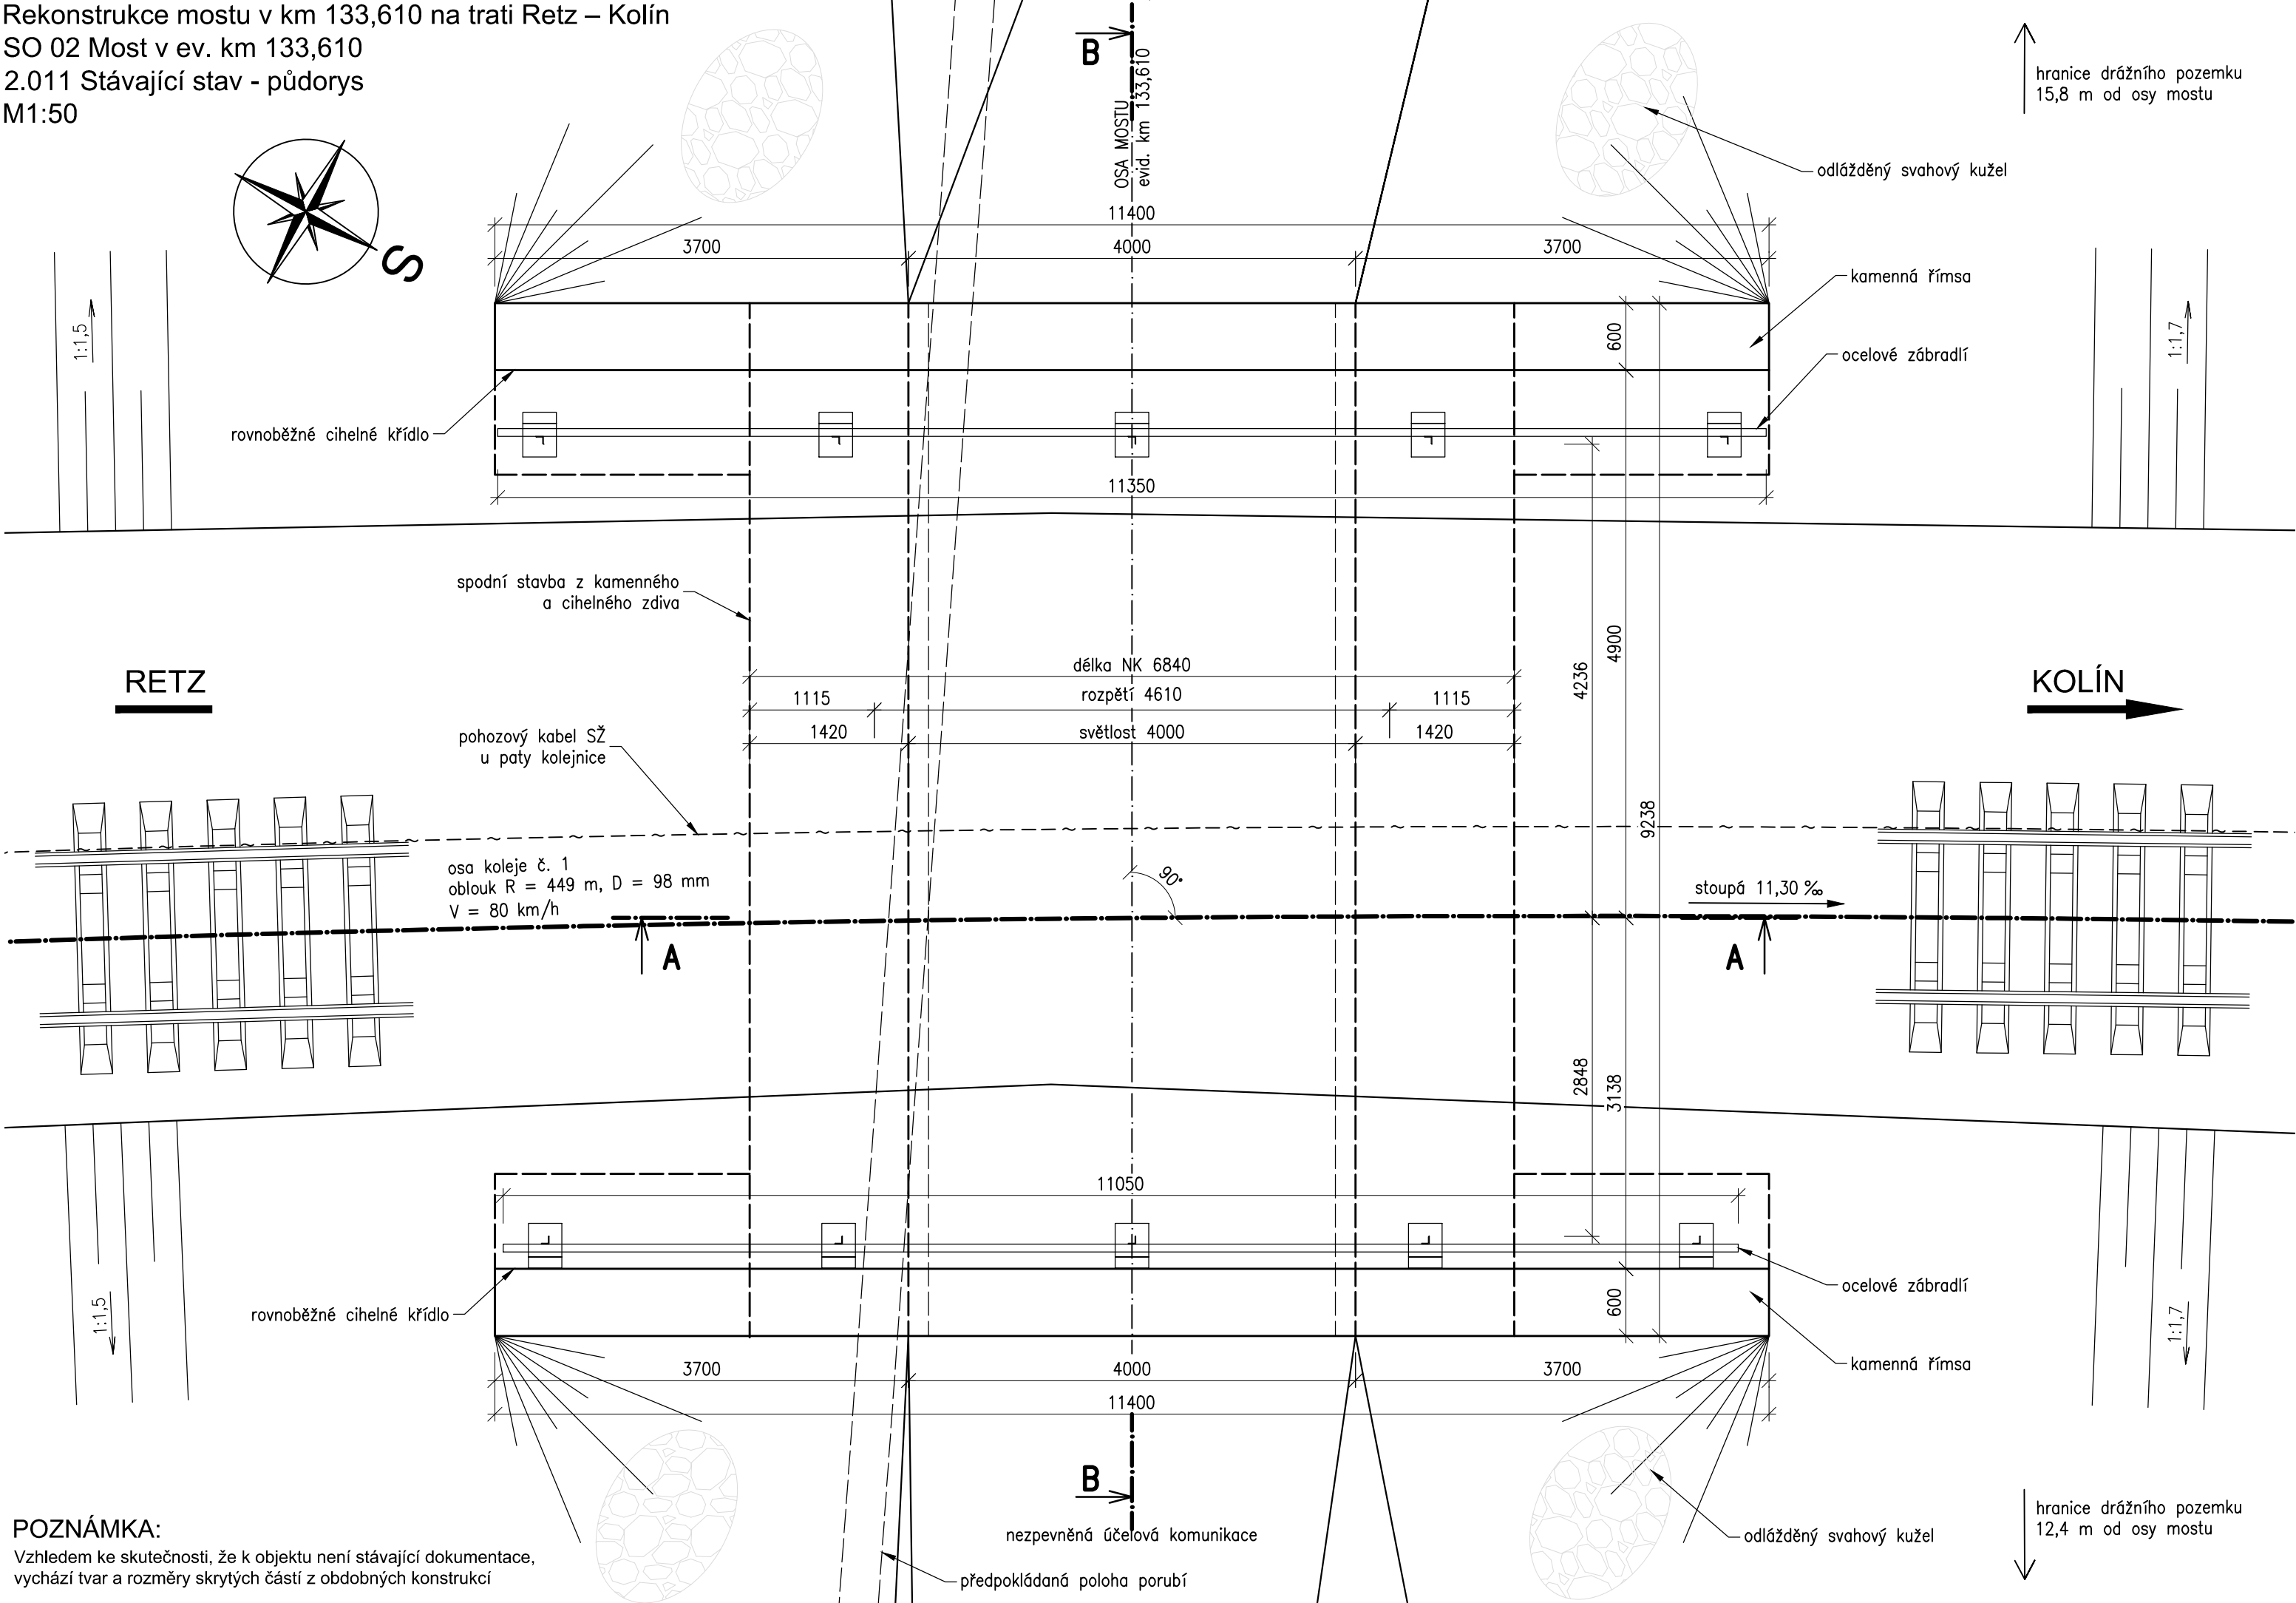 Rekonstrukce mostu v km 133,610 na trati Retz – Kolín
SO 02 Most v ev. km 133,610
2.011 Stávající stav - půdorys
M1:50
S
B
OSA MOSTU
evid. km 133,610
hranice drážního pozemku
15,8 m od osy mostu
odlážděný svahový kužel
11400
3700
4000
3700
kamenná římsa
1:1,5
600
1:1,7
ocelové zábradlí
rovnoběžné cihelné křídlo
11350
spodní stavba z kamenného
a cihelného zdiva
délka NK 6840
1115
rozpětí 4610
1115
1420
světlost 4000
1420
4236
4900
9238
RETZ
KOLÍN
pohozový kabel SŽ
u paty kolejnice
osa koleje č. 1
oblouk R = 449 m, D = 98 mm
V = 80 km/h
90°
stoupá 11,30 ‰
A
A
2848
3138
11050
rovnoběžné cihelné křídlo
1:1,5
600
1:1,7
ocelové zábradlí
kamenná římsa
3700
4000
3700
11400
B
nezpevněná účelová komunikace
předpokládaná poloha porubí
odlážděný svahový kužel
hranice drážního pozemku
12,4 m od osy mostu
POZNÁMKA:
Vzhledem ke skutečnosti, že k objektu není stávající dokumentace,
vychází tvar a rozměry skrytých částí z obdobných konstrukcí